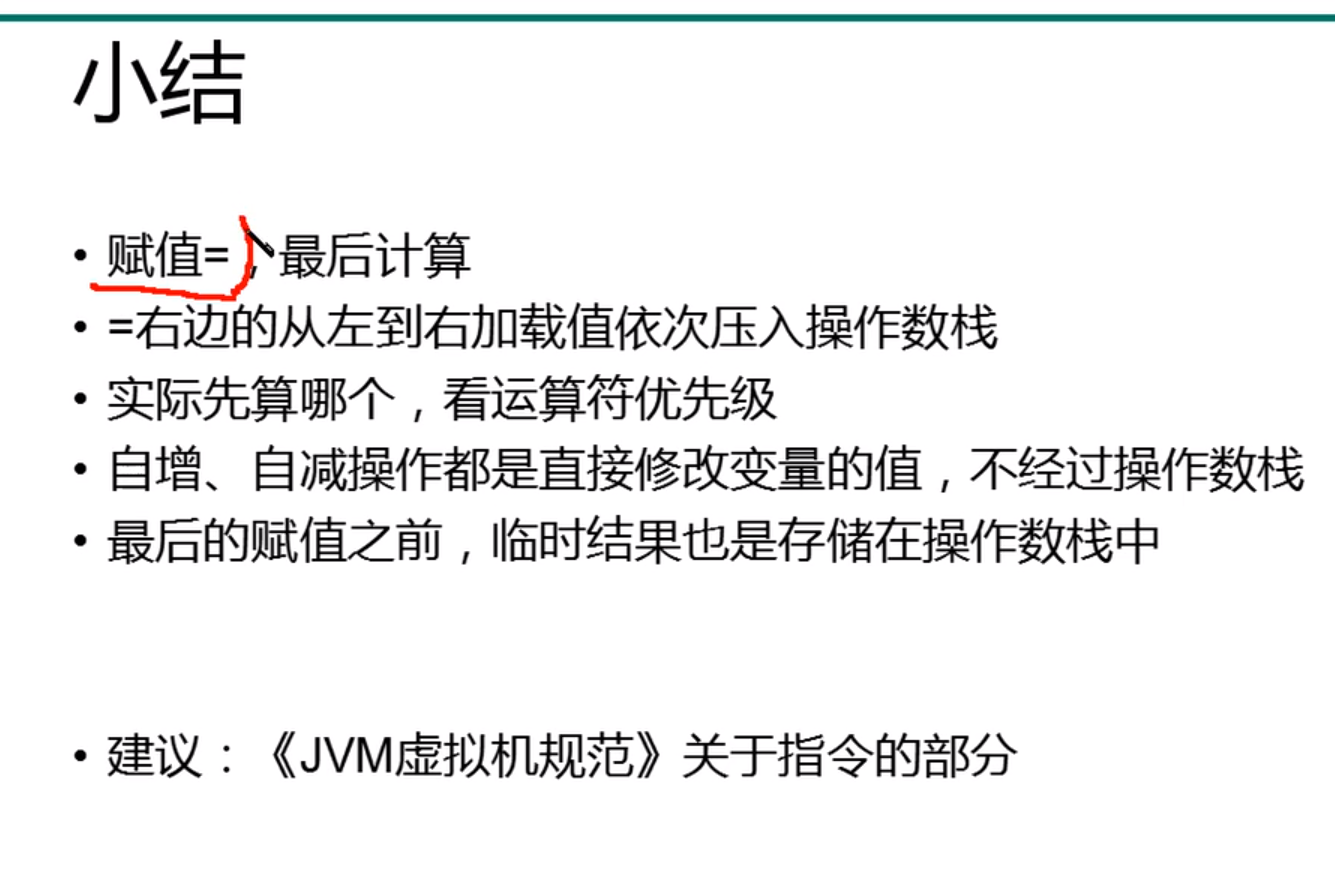 小结
• 赋值=，最后计算
• =右边的从左到右加载值依次压入操作数栈
• 实际先算哪个，看运算符优先级
• 自增、自减操作都是直接修改变量的值，不经过操作数栈
• 最后的赋值之前，临时结果也是存储在操作数栈中
• 建议：《JVM虚拟机规范》关于指令的部分